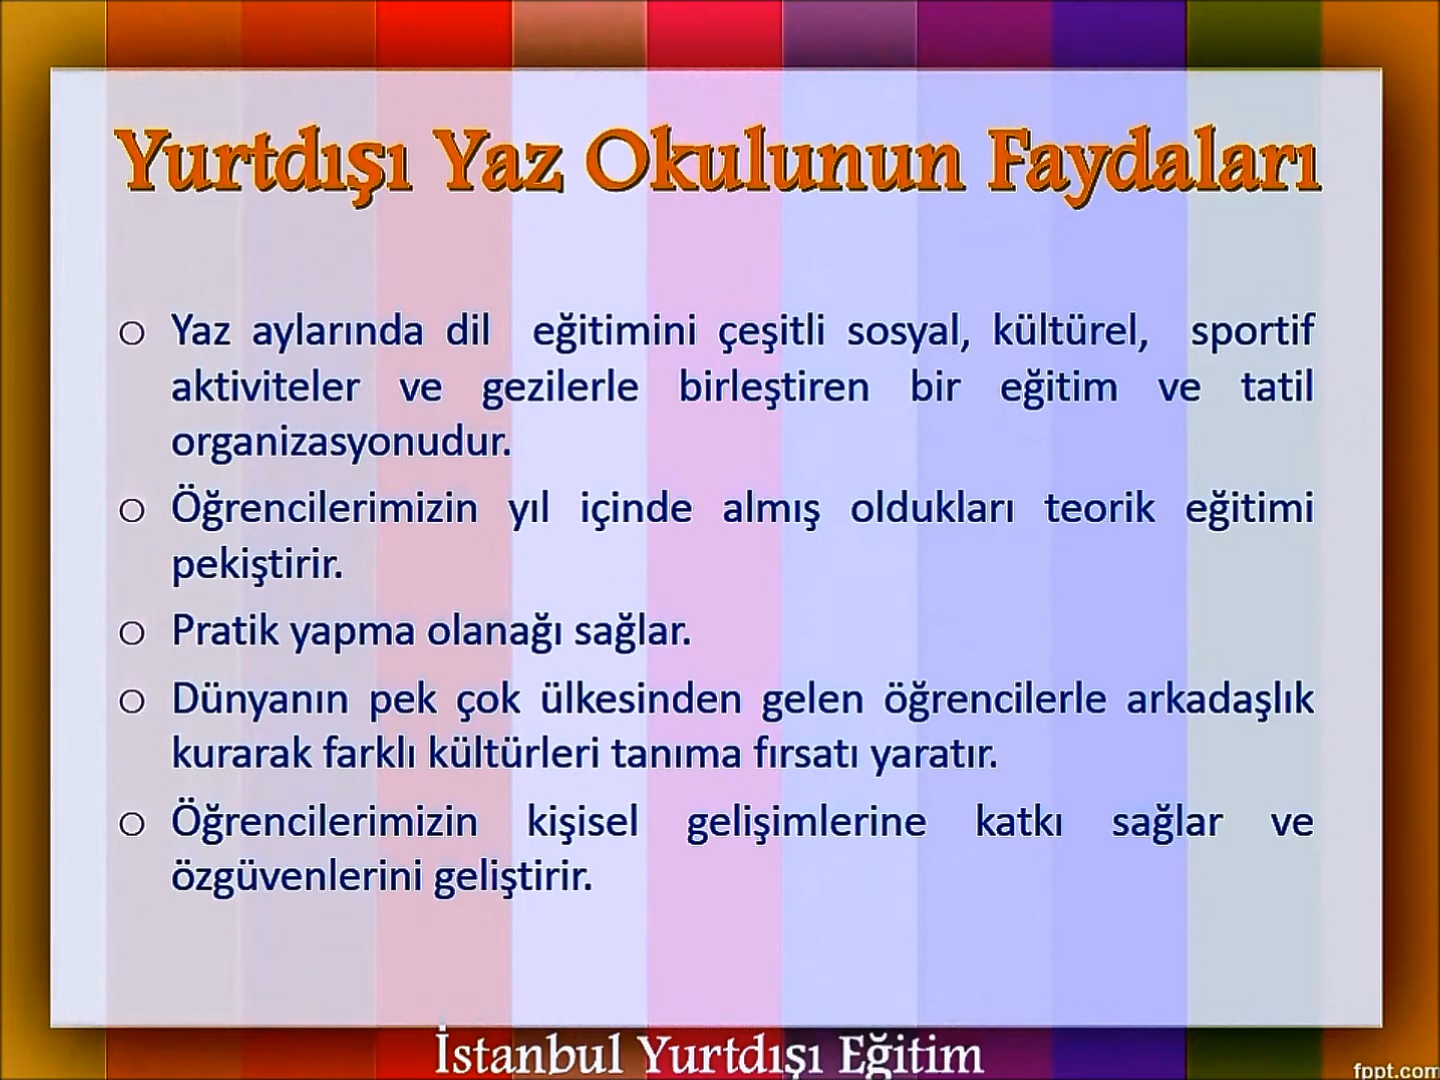 Yurtdışı Yaz Okulunun Faydaları
o Yaz aylarında dil eğitimini çeşitli sosyal, kültürel, sportif
aktiviteler ve gezilerle birleştiren bir eğitim ve tatil
organizasyonudur.
o Öğrencilerimizin yıl içinde almış oldukları teorik eğitimi
pekiştirir.
o Pratik yapma olanağı sağlar.
o Dünyanın pek çok ülkesinden gelen öğrencilerle arkadaşlık
kurarak farklı kültürleri tanıma fırsatı yaratır.
o Öğrencilerimizin kişisel gelişimlerine katkı sağlar ve
özgüvenlerini geliştirir.
İstanbul Yurtdışı Eğitim
fppt.com